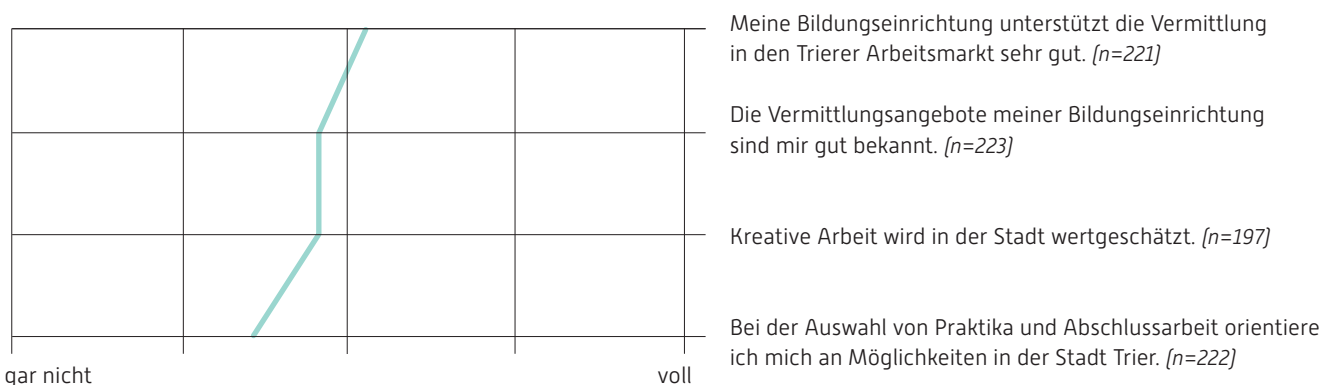 Meine Bildungseinrichtung unterstützt die Vermittlung
in den Trierer Arbeitsmarkt sehr gut. (n=221)
Die Vermittlungsangebote meiner Bildungseinrichtung
sind mir gut bekannt. (n=223)
Kreative Arbeit wird in der Stadt wertgeschätzt. (n=197)
Bei der Auswahl von Praktika und Abschlussarbeit orientiere
ich mich an Möglichkeiten in der Stadt Trier. (n=222)
gar nicht
voll